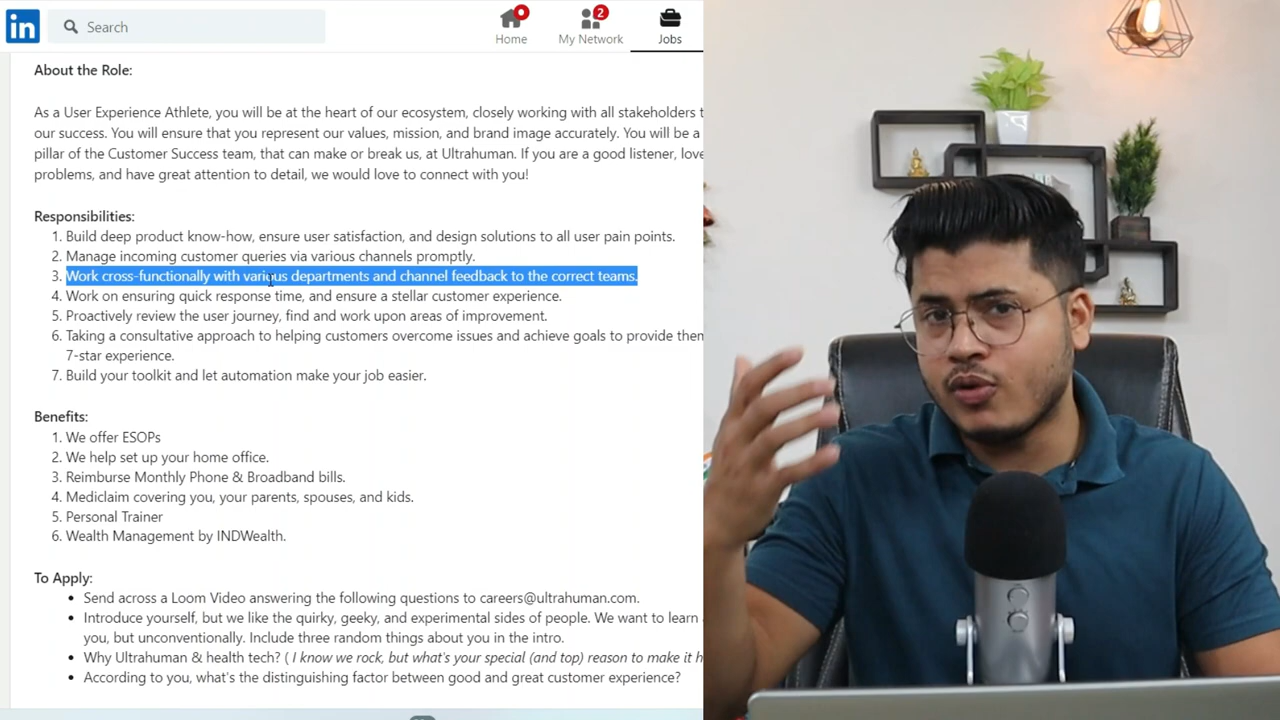 in
Search
2
Home
My Network
Jobs
About the Role:
As a User Experience Athlete, you will be at the heart of our ecosystem, closely working with all stakeholders
our success. You will ensure that you represent our values, mission, and brand image accurately. You will be a
pillar of the Customer Success team, that can make or break us, at Ultrahuman. If you are a good listener,
problems, and have great attention to detail, we would love to connect with you!
Responsibilities:
1. Build deep product know-how, ensure user satisfaction, and design solutions to all user pain points.
2. Manage incoming customer queries via various channels promptly.
3. Work cross-functionally with various departments and channel feedback to the correct teams.
4. Work on ensuring quick response time, and ensure a stellar customer experience.
5. Proactively review the user journey, find and work upon areas of improvement.
6. Taking a consultative approach to helping customers overcome issues and achieve goals to provide
7-star experience.
7. Build your toolkit and let automation make your job easier.
Benefits:
1. We offer ESOPs
2. We help set up your home office.
3. Reimburse Monthly Phone & Broadband bills.
4. Mediclaim covering you, your parents, spouses, and kids.
5. Personal Trainer
6. Wealth Management by INDWealth.
To Apply:
• Send across a Loom Video answering the following questions to careers@ultrahuman.com.
• Introduce yourself, but we like the quirky, geeky, and experimental sides of people. We want to learn
you, but unconventionally. Include three random things about you in the intro.
• Why Ultrahuman & health tech? ( I know we rock, but what's your special (and top) reason to make it
• According to you, what's the distinguishing factor between good and great customer experience?